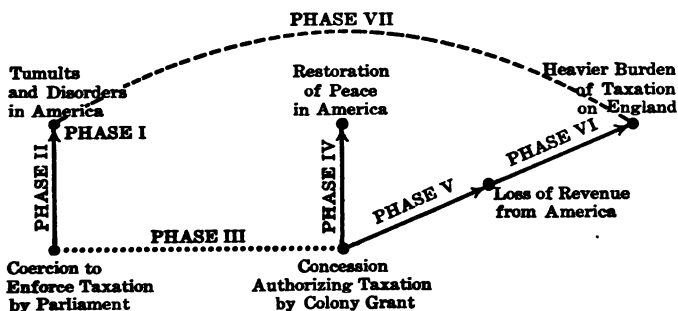 PHASE VII
Tumults
and Disorders
in America
Restoration
of Peace
in America
Heavier Burden
of Taxation
on England
PHASE I
PHASE II
PHASE IV
PHASE V
PHASE VI
Loss of Revenue
from America
PHASE III
Coercion to
Enforce Taxation
by Parliament
Concession
Authorizing Taxation
by Colony Grant